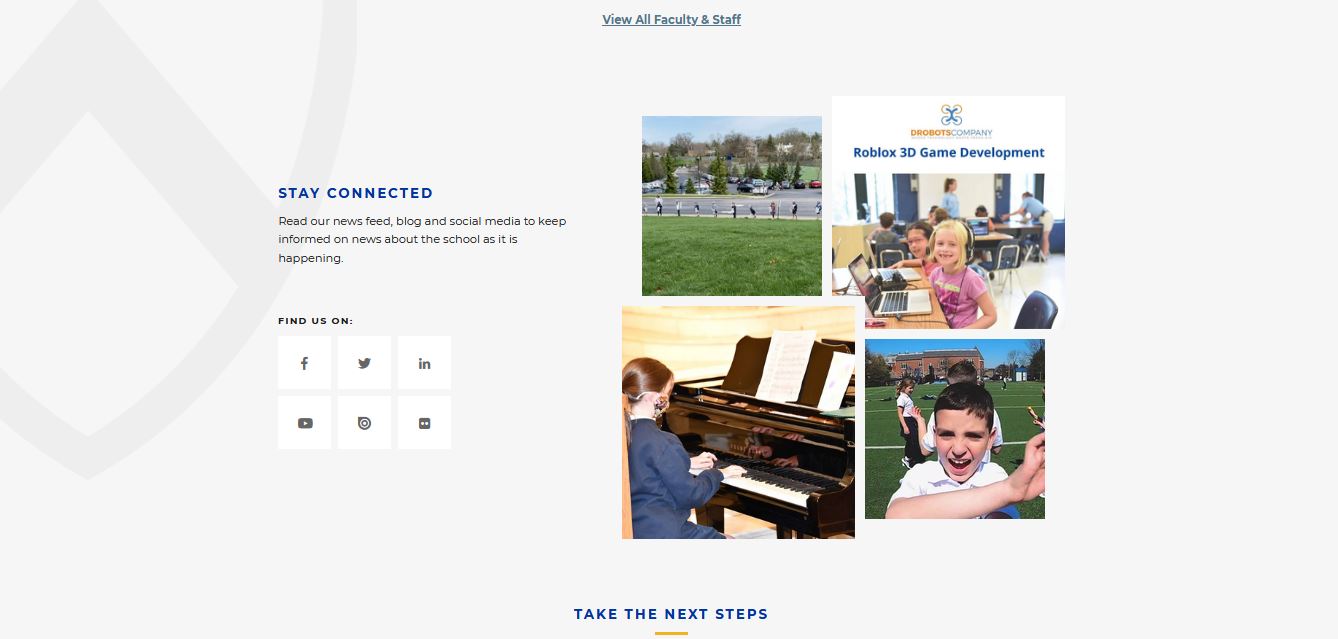 View All Faculty & Staff
DROBOTSCOMPANY
Roblox 3D Game Development
STAY CONNECTED
Read our news feed, blog and social media to keep
informed on news about the school as it is
happening.
FIND US ON:
TAKE THE NEXT STEPS